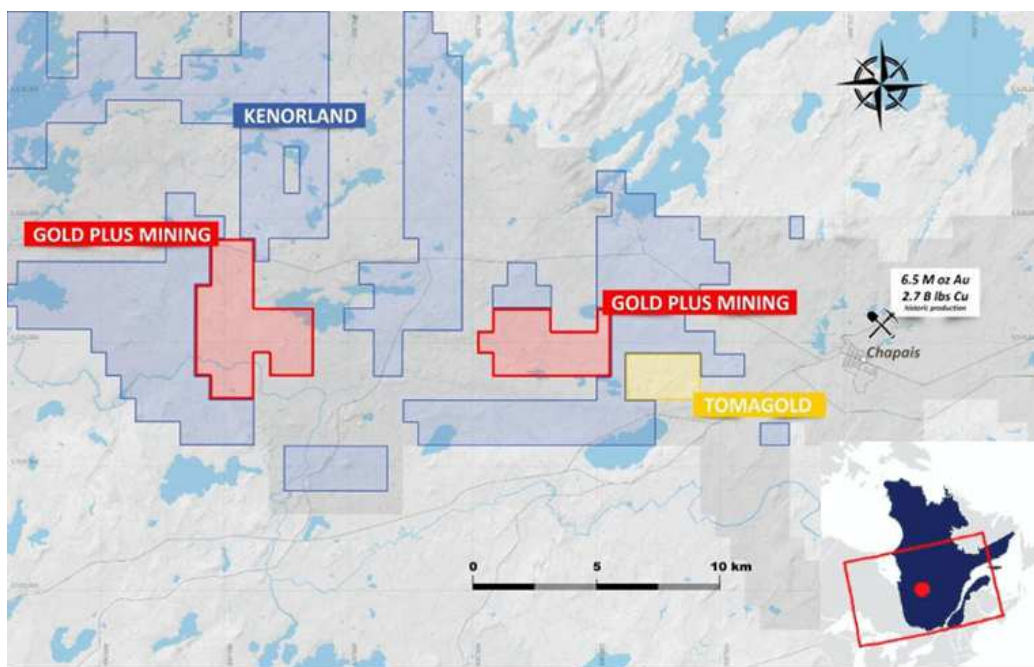 KENORLAND
GOLD PLUS MINING
6.5 M oz Au
2.7 B lbs Cu
historic production
GOLD PLUS MINING
Chapais
TOMAGOLD
0 5 10 km